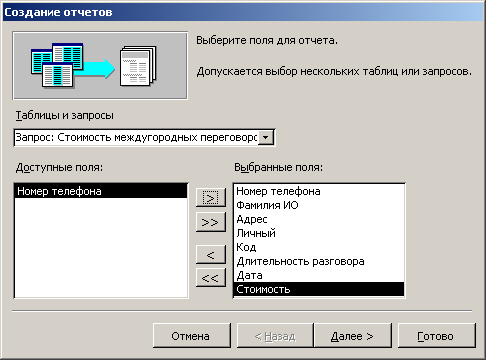 Создание отчетов
Выберите поля для отчета.
Допускается выбор нескольких таблиц или запросов.
Таблицы и запросы
Запрос: Стоимость междугородных переговоро
Доступные поля:
Выбранные поля:
Номер телефона
>
>>
<
<<
Номер телефона
Фамилия ИО
Адрес
Личный
Код
Длительность разговора
Дата
Стоимость
Отмена
< Назад
Далее >
Готово